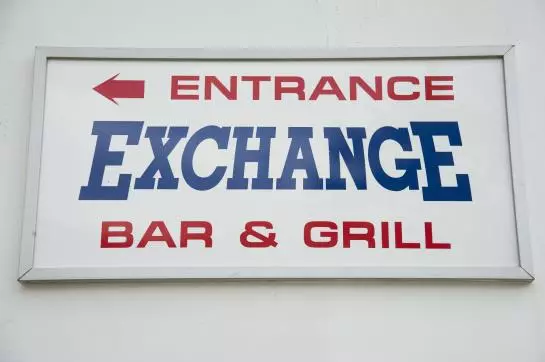 ← ENTRANCE
EXCHANGE
BAR & GRILL